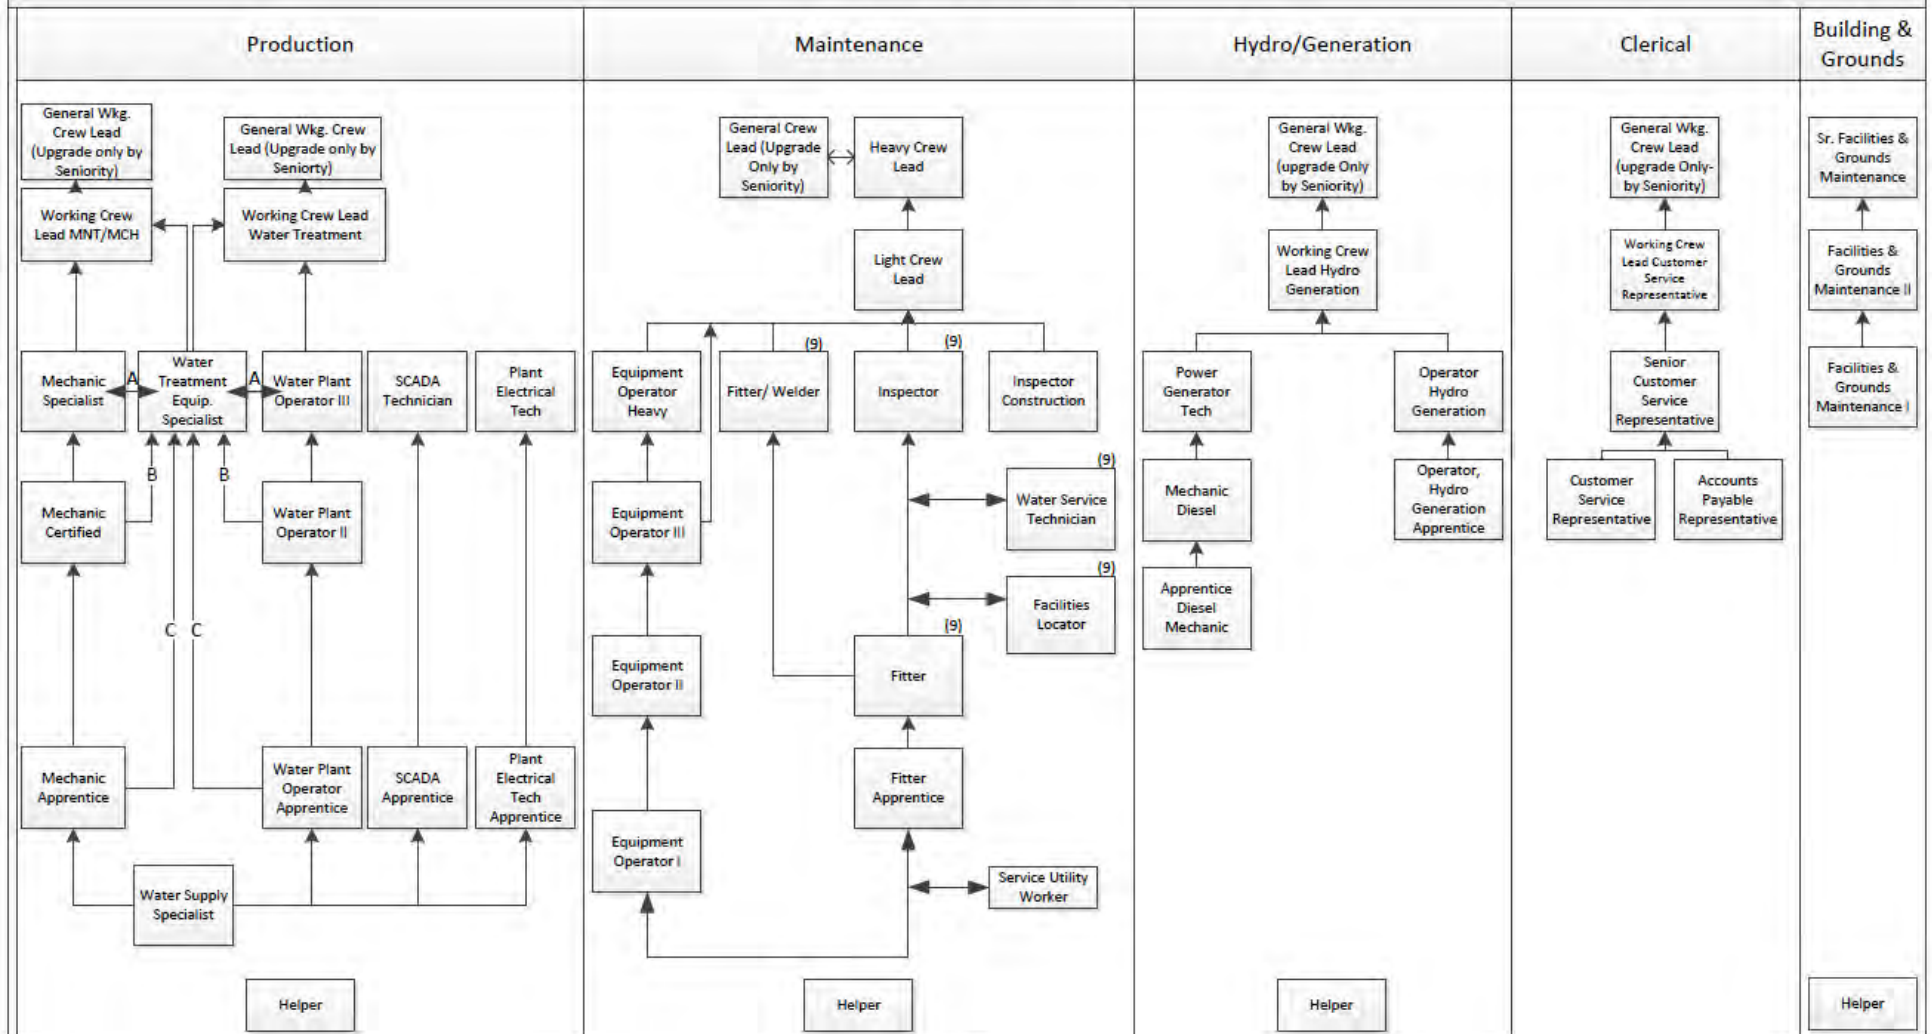 Production
Maintenance
Hydro/Generation
Clerical
Building &
Grounds
General Wkg.
Crew Lead
(Upgrade only by
Seniority)
General Wkg. Crew
Lead (Upgrade only by
Seniorty)
Working Crew
Lead MNT/MCH
Working Crew Lead
Water Treatment
Mechanic
Specialist
A
Water
Treatment
Equip.
Specialist
A
Water Plant
Operator III
SCADA
Technician
Plant
Electrical
Tech
B
B
Mechanic
Certified
Water Plant
Operator II
C
C
Mechanic
Apprentice
Water Plant
Operator
Apprentice
SCADA
Apprentice
Plant
Electrical
Tech
Apprentice
Water Supply
Specialist
Helper
General Crew
Lead (Upgrade
Only by
Seniority)
Heavy Crew
Lead
Light Crew
Lead
Equipment
Operator
Heavy
(9)
Fitter/ Welder
(9)
Inspector
Inspector
Construction
Equipment
Operator III
(9)
Water Service
Technician
(9)
Facilities
Locator
Equipment
Operator II
(9)
Fitter
Fitter
Apprentice
Equipment
Operator I
Service Utility
Worker
Helper
General Wkg.
Crew Lead
(upgrade Only
by Seniority)
Working Crew
Lead Hydro
Generation
Power
Generator
Tech
Operator
Hydro
Generation
Mechanic
Diesel
Operator,
Hydro
Generation
Apprentice
Apprentice
Diesel
Mechanic
Helper
General Wkg.
Crew Lead
(upgrade Only-
by Seniority)
Working Crew
Lead Customer
Service
Representative
Senior
Customer
Service
Representative
Customer
Service
Representative
Accounts
Payable
Representative
Sr. Facilities &
Grounds
Maintenance
Facilities &
Grounds
Maintenance II
Facilities &
Grounds
Maintenance I
Helper